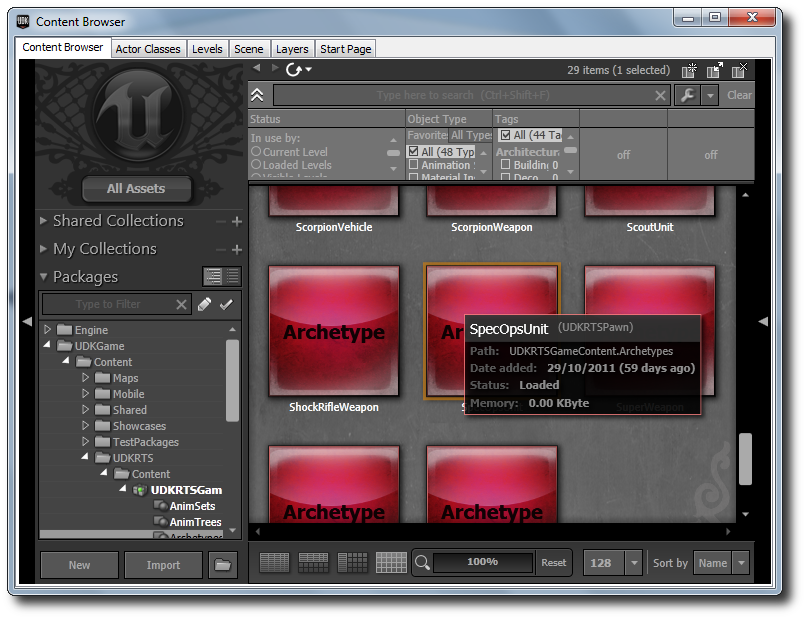 Content Browser
Content Browser Actor Classes Levels Scene Layers Start Page
29 items (1 selected)
Type here to search (Ctrl+Shift+F)
Clear
Status
Object Type
Tags
In use by:
Current Level
Loaded Levels
Visible Levels
Favorites All Types
All (48 Typ
Animation
Material In
All (44 Ta
Architectur
Buildin 0
Deco 0
off
off
All Assets
Shared Collections
My Collections
Packages
Type to Filter
Engine
UDKGame
Content
Maps
Mobile
Shared
Showcases
TestPackages
UDKRTS
Content
UDKRTSGam
AnimSets
AnimTrees
Archetypes
New
Import
ScorpionVehicle
ScorpionWeapon
ScoutUnit
Archetype
ShockRifleWeapon
SuperWeapon
SpecOpsUnit (UDKRTSPawn)
Path: UDKRTSGameContent.Archetypes
Date added: 29/10/2011 (59 days ago)
Status: Loaded
Memory: 0.00 KByte
Archetype
Archetype
100%
Reset
128
Sort by
Name